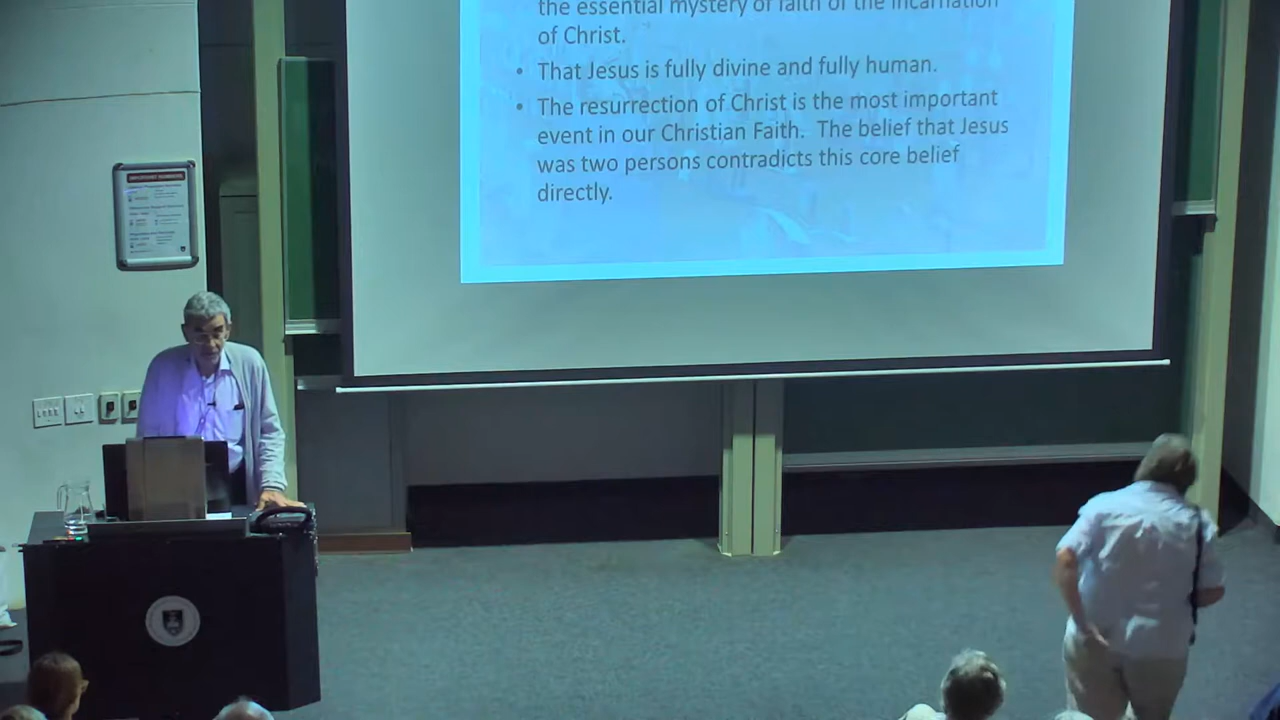 the essential mystery of faith of the incarnation
of Christ.
• That Jesus is fully divine and fully human.
• The resurrection of Christ is the most important
event in our Christian Faith. The belief that Jesus
was two persons contradicts this core belief
directly.
IMPORTANT NUMBERS